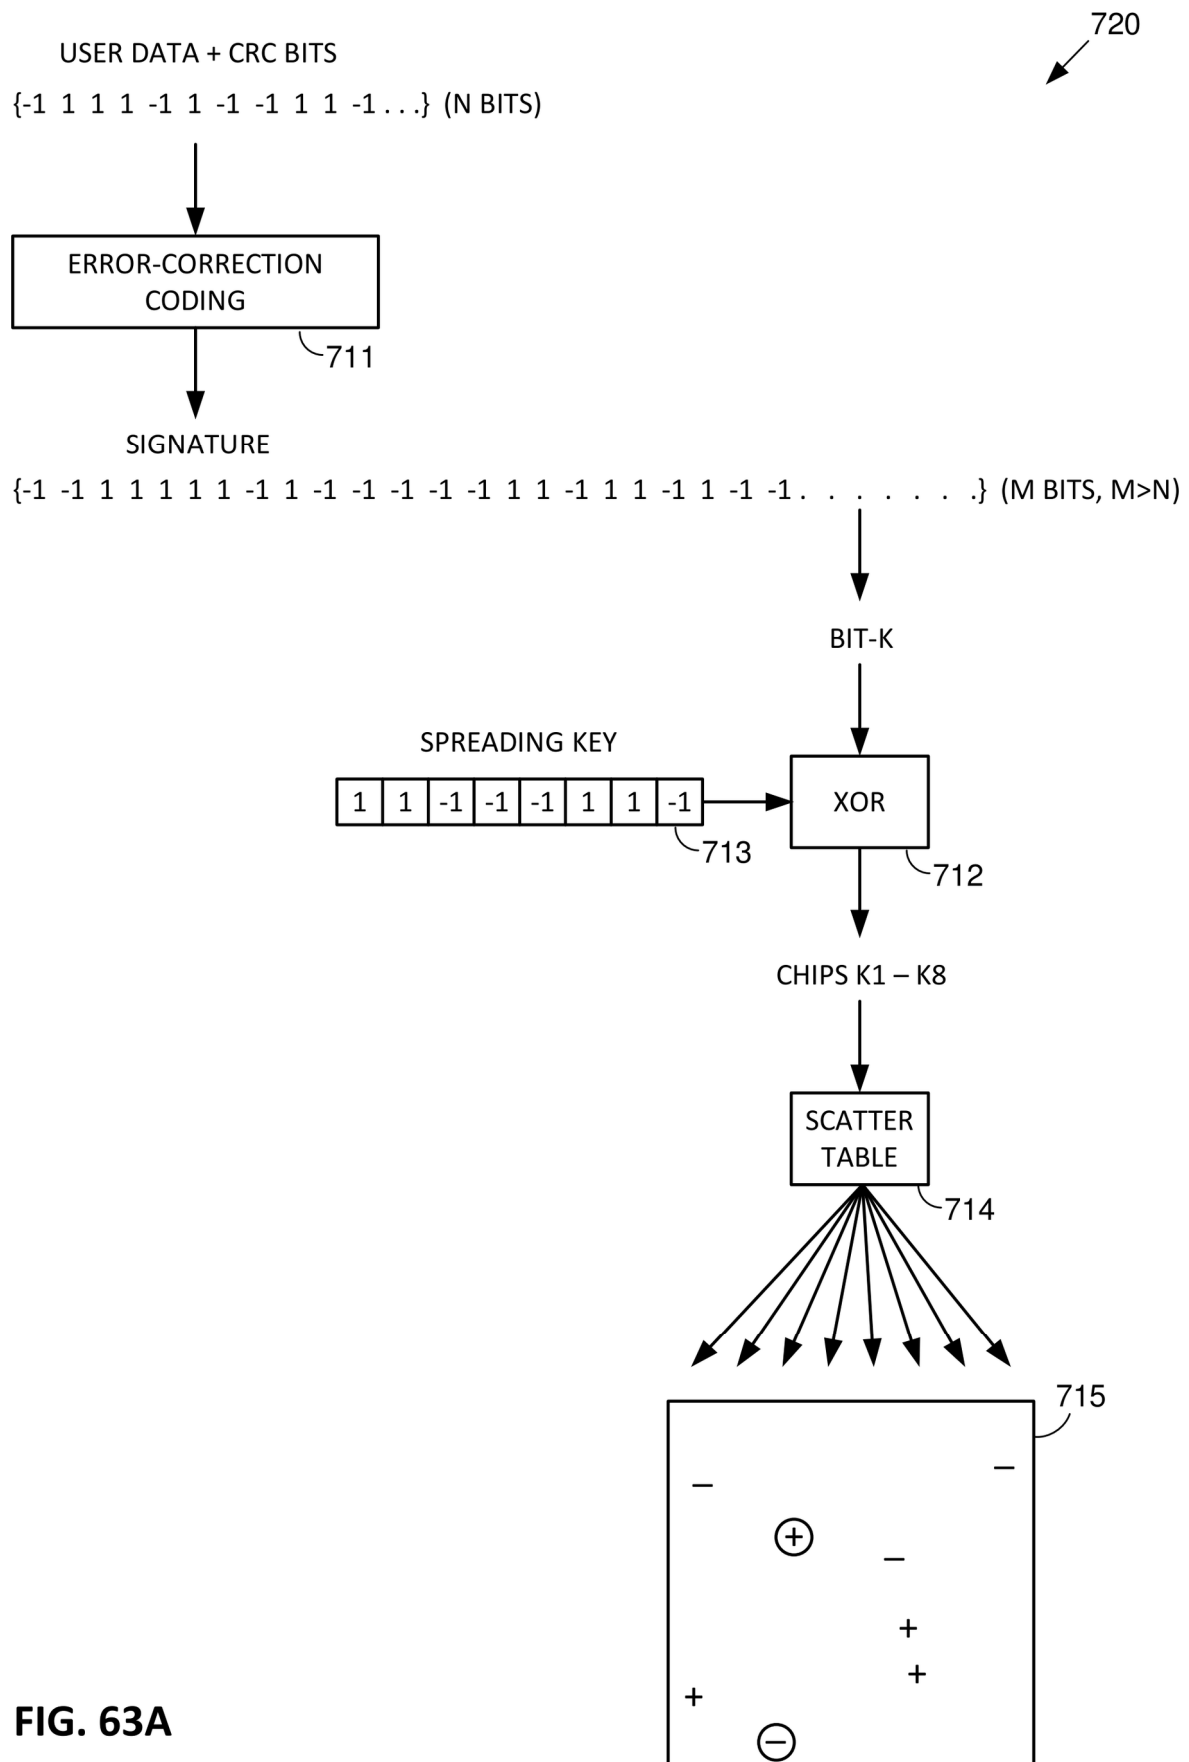 720
USER DATA + CRC BITS
{-1 1 1 1 -1 1 -1 -1 1 1 -1 . . .} (N BITS)
ERROR-CORRECTION
CODING
711
SIGNATURE
{-1 -1 1 1 1 1 1 -1 1 -1 -1 -1 -1 -1 1 1 -1 1 1 -1 1 -1 -1 . . . . . . .} (M BITS, M>N)
BIT-K
SPREADING KEY
1 1 -1 -1 -1 1 1 -1
XOR
713
712
CHIPS K1 – K8
SCATTER
TABLE
714
715
–
–
+
–
+
+
+
–
FIG. 63A